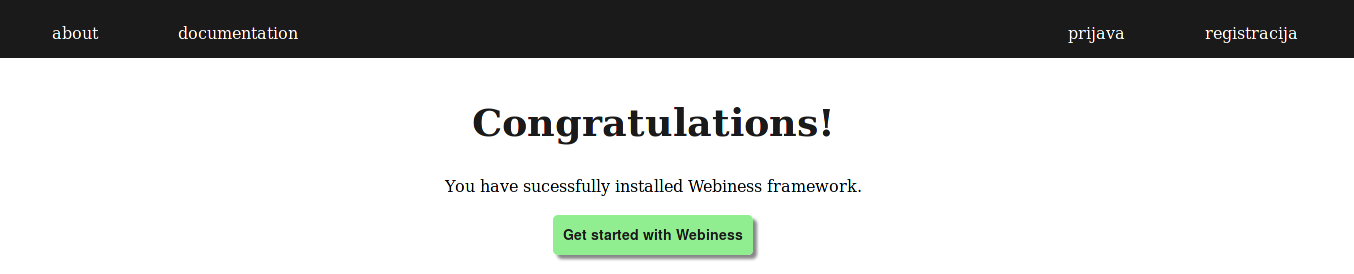 about documentation prijava registracija
Congratulations!
You have sucessfully installed Webiness framework.
Get started with Webiness